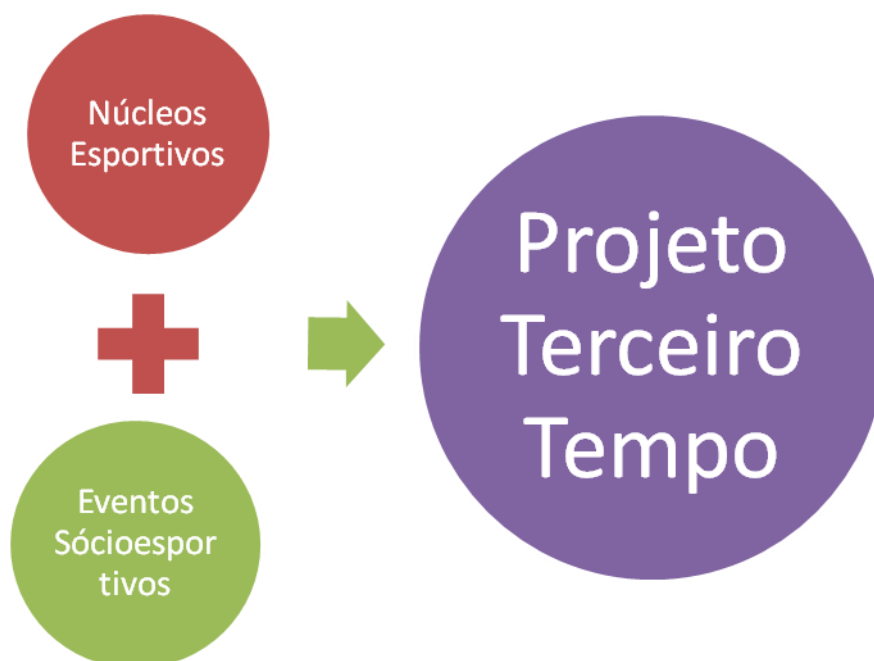 Núcleos
Esportivos
Eventos
Sócioespor
tivos
Projeto
Terceiro
Tempo